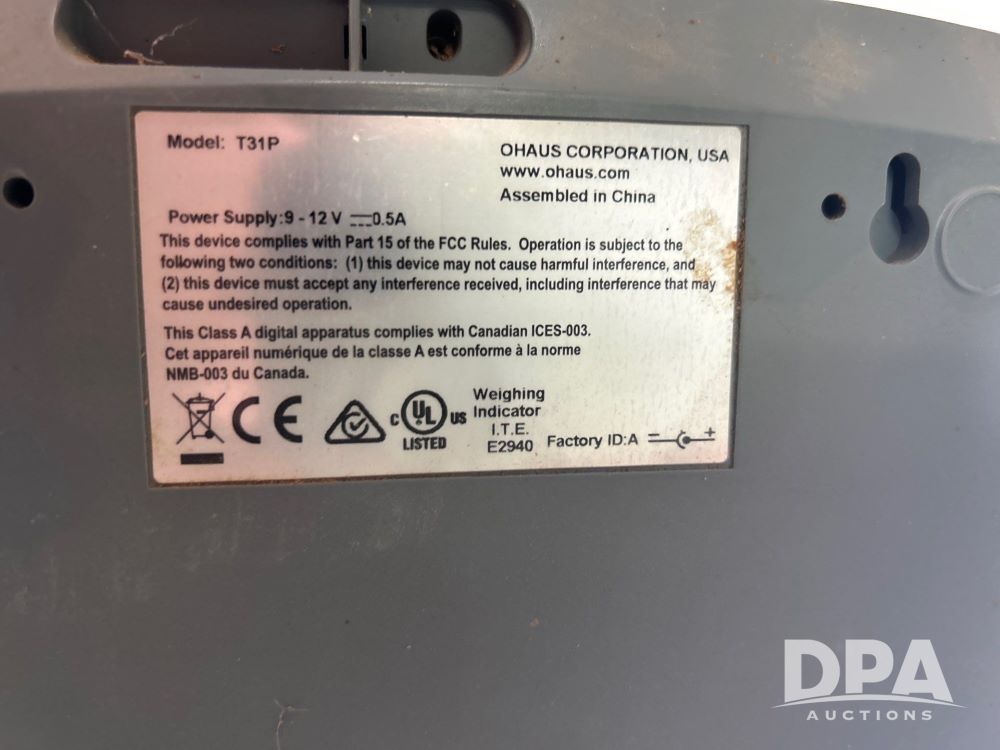 Model: T31P
OHAUS CORPORATION, USA
www.ohaus.com
Assembled in China
Power Supply:9 - 12 V ⎓0.5A
This device complies with Part 15 of the FCC Rules. Operation is subject to the
following two conditions: (1) this device may not cause harmful interference, and
(2) this device must accept any interference received, including interference that may
cause undesired operation.
This Class A digital apparatus complies with Canadian ICES-003.
Cet appareil numérique de la classe A est conforme à la norme
NMB-003 du Canada.
CE
c UL us
LISTED
Weighing
Indicator
I.T.E.
E2940
Factory ID:A
DPA
AUCTIONS